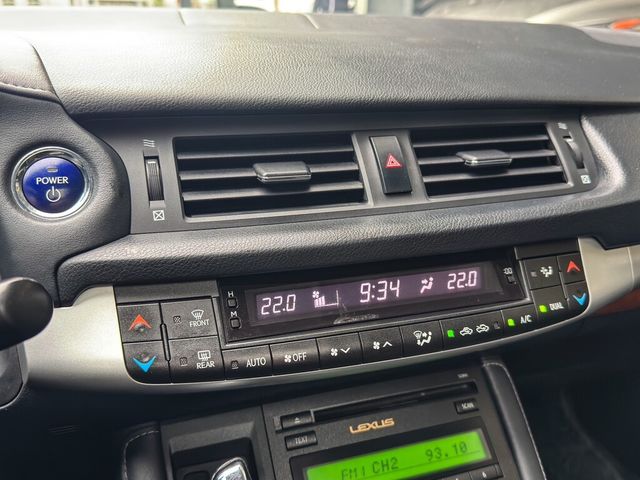 POWER
H
M
22.0 9:34 22.0
FRONT
REAR
AUTO OFF A/C DUAL
SCAN
TEXT
LEXUS
FM1 CH2 93.10